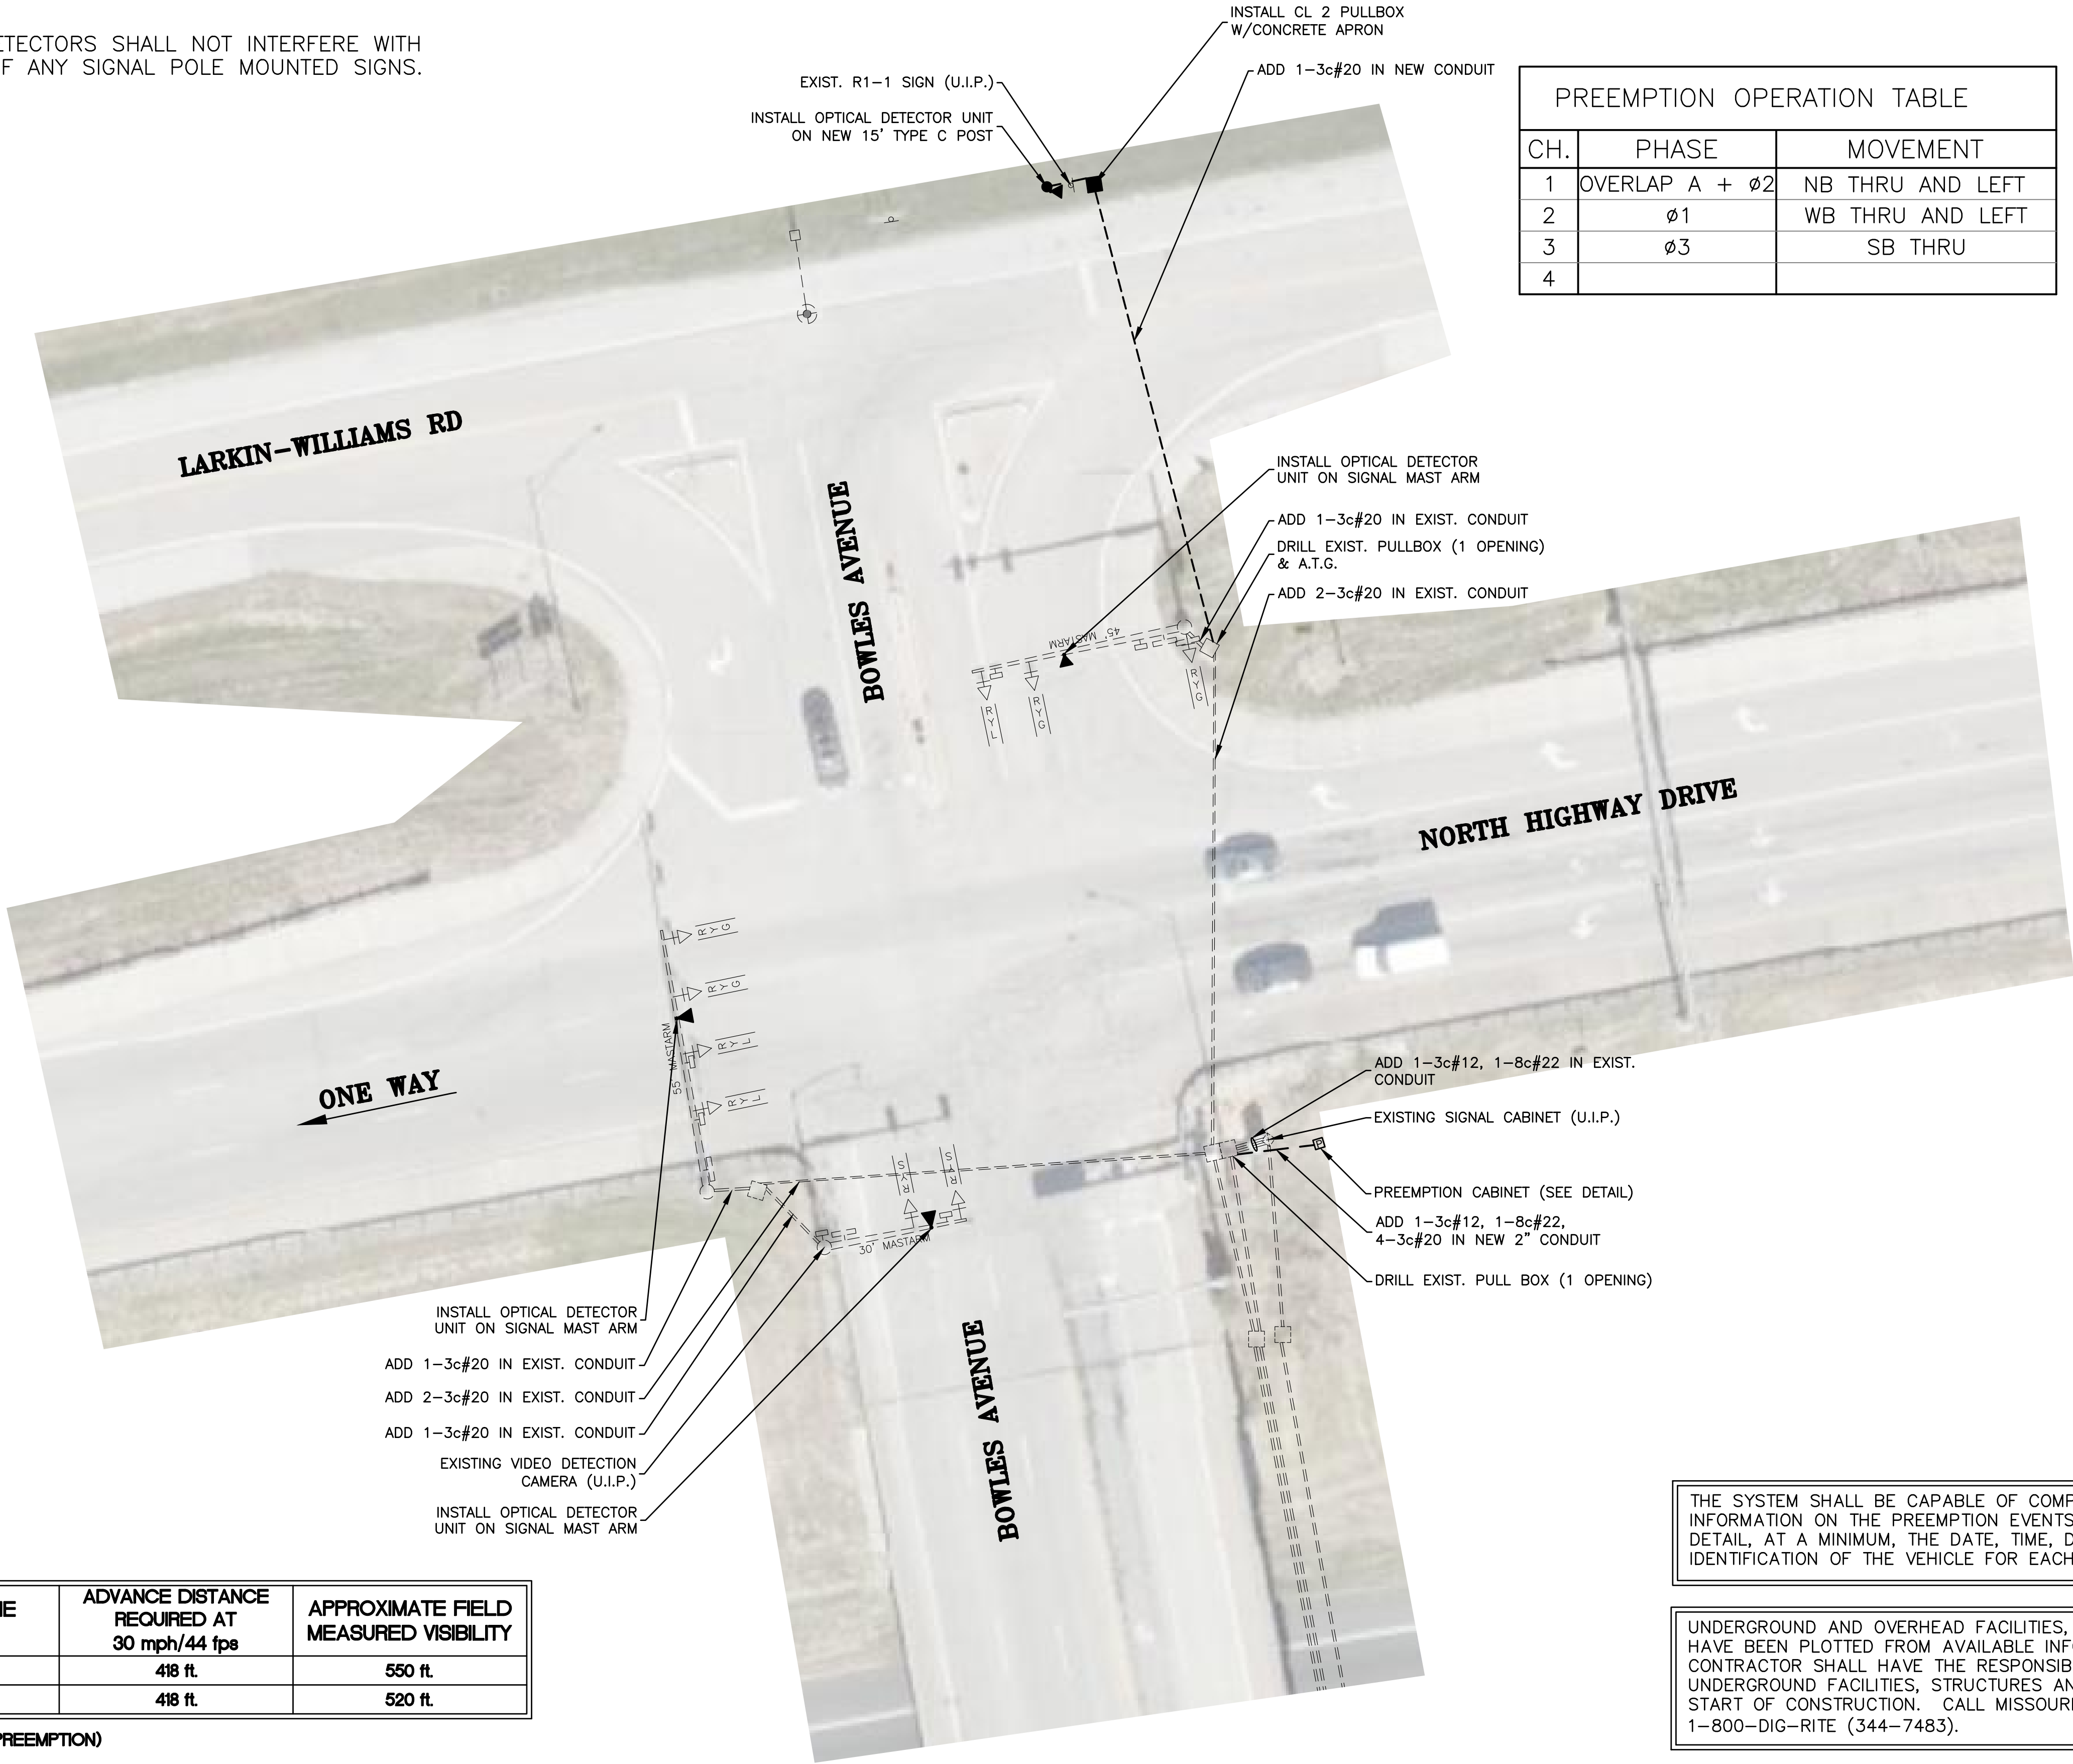 ETECTORS SHALL NOT INTERFERE WITH
F ANY SIGNAL POLE MOUNTED SIGNS.
INSTALL CL 2 PULLBOX
W/CONCRETE APRON
ADD 1-3c#20 IN NEW CONDUIT
EXIST. R1-1 SIGN (U.I.P.)
INSTALL OPTICAL DETECTOR UNIT
ON NEW 15' TYPE C POST
PREEMPTION OPERATION TABLE
CH. PHASE MOVEMENT
1 OVERLAP A + ø2 NB THRU AND LEFT
2 ø1 WB THRU AND LEFT
3 ø3 SB THRU
4
LARKIN-WILLIAMS RD
BOWLES AVENUE
INSTALL OPTICAL DETECTOR
UNIT ON SIGNAL MAST ARM
ADD 1-3c#20 IN EXIST. CONDUIT
DRILL EXIST. PULLBOX (1 OPENING)
& A.T.G.
ADD 2-3c#20 IN EXIST. CONDUIT
45' MASTARM
R Y L
R Y G
R Y G
NORTH HIGHWAY DRIVE
R Y G
R Y G
R Y L
R Y L
55 MASTARM
ONE WAY
ADD 1-3c#12, 1-8c#22 IN EXIST.
CONDUIT
EXISTING SIGNAL CABINET (U.I.P.)
P
PREEMPTION CABINET (SEE DETAIL)
ADD 1-3c#12, 1-8c#22,
4-3c#20 IN NEW 2" CONDUIT
DRILL EXIST. PULL BOX (1 OPENING)
R Y S
R Y S
30' MASTARM
INSTALL OPTICAL DETECTOR
UNIT ON SIGNAL MAST ARM
ADD 1-3c#20 IN EXIST. CONDUIT
ADD 2-3c#20 IN EXIST. CONDUIT
ADD 1-3c#20 IN EXIST. CONDUIT
EXISTING VIDEO DETECTION
CAMERA (U.I.P.)
INSTALL OPTICAL DETECTOR
UNIT ON SIGNAL MAST ARM
BOWLES AVENUE
THE SYSTEM SHALL BE CAPABLE OF COMP
INFORMATION ON THE PREEMPTION EVENTS
DETAIL, AT A MINIMUM, THE DATE, TIME, D
IDENTIFICATION OF THE VEHICLE FOR EACH
UNDERGROUND AND OVERHEAD FACILITIES,
HAVE BEEN PLOTTED FROM AVAILABLE INF
CONTRACTOR SHALL HAVE THE RESPONSIB
UNDERGROUND FACILITIES, STRUCTURES AN
START OF CONSTRUCTION. CALL MISSOURI
1-800-DIG-RITE (344-7483).
ADVANCE DISTANCE
REQUIRED AT
30 mph/44 fps
APPROXIMATE FIELD
MEASURED VISIBILITY
418 ft. 550 ft.
418 ft. 520 ft.
PREEMPTION)